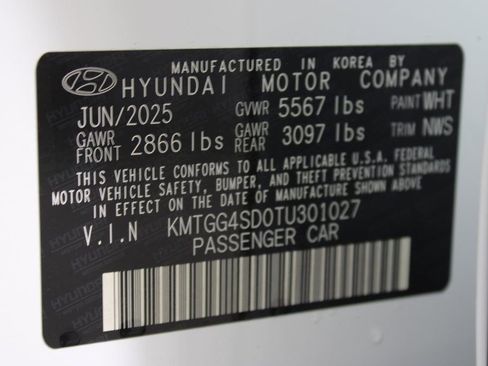 MANUFACTURED IN KOREA BY
HYUNDAI MOTOR COMPANY
JUN/2025 GVWR 5567 lbs PAINT WHT
GAWR FRONT 2866 lbs GAWR REAR 3097 lbs TRIM NWS
THIS VEHICLE CONFORMS TO ALL APPLICABLE U.S.A. FEDERAL
MOTOR VEHICLE SAFETY, BUMPER, AND THEFT PREVENTION
STANDARDS IN EFFECT ON THE DATE OF MANUFACTURE SHOWN ABOVE
V.I.N KMTGG4SD0TU301027
PASSENGER CAR